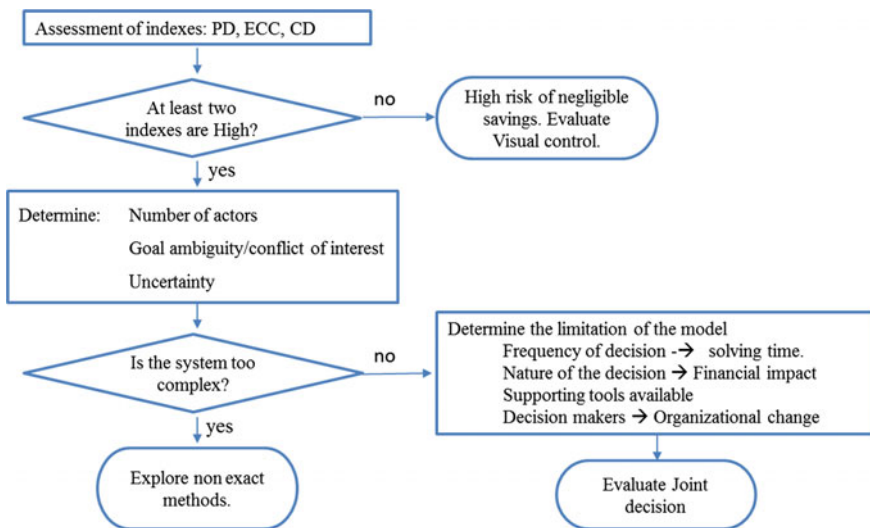 Assessment of indexes: PD, ECC, CD
At least two
indexes are High?
no
High risk of negligible
savings. Evaluate
Visual control.
yes
Determine: Number of actors
Goal ambiguity/conflict of interest
Uncertainty
Is the system too
complex?
no
Determine the limitation of the model
Frequency of decision -→ solving time.
Nature of the decision → Financial impact
Supporting tools available
Decision makers → Organizational change
yes
Explore non exact
methods.
Evaluate Joint
decision